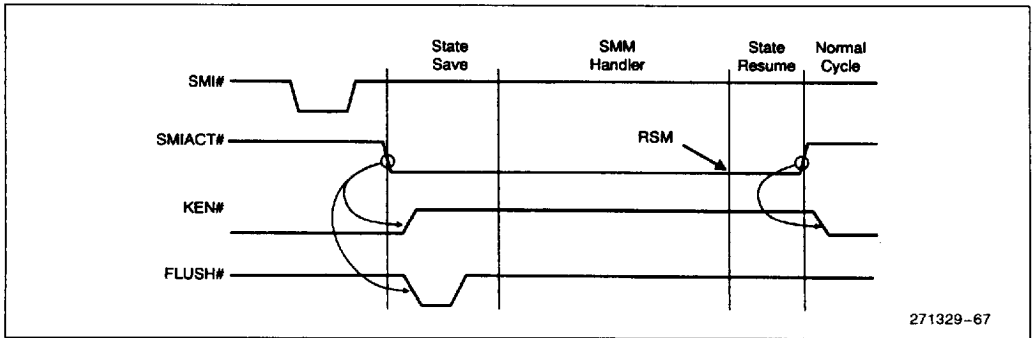 State Save
SMM Handler
State Resume
Normal Cycle
SMI#
SMIACT#
RSM
KEN#
FLUSH#
271329–67